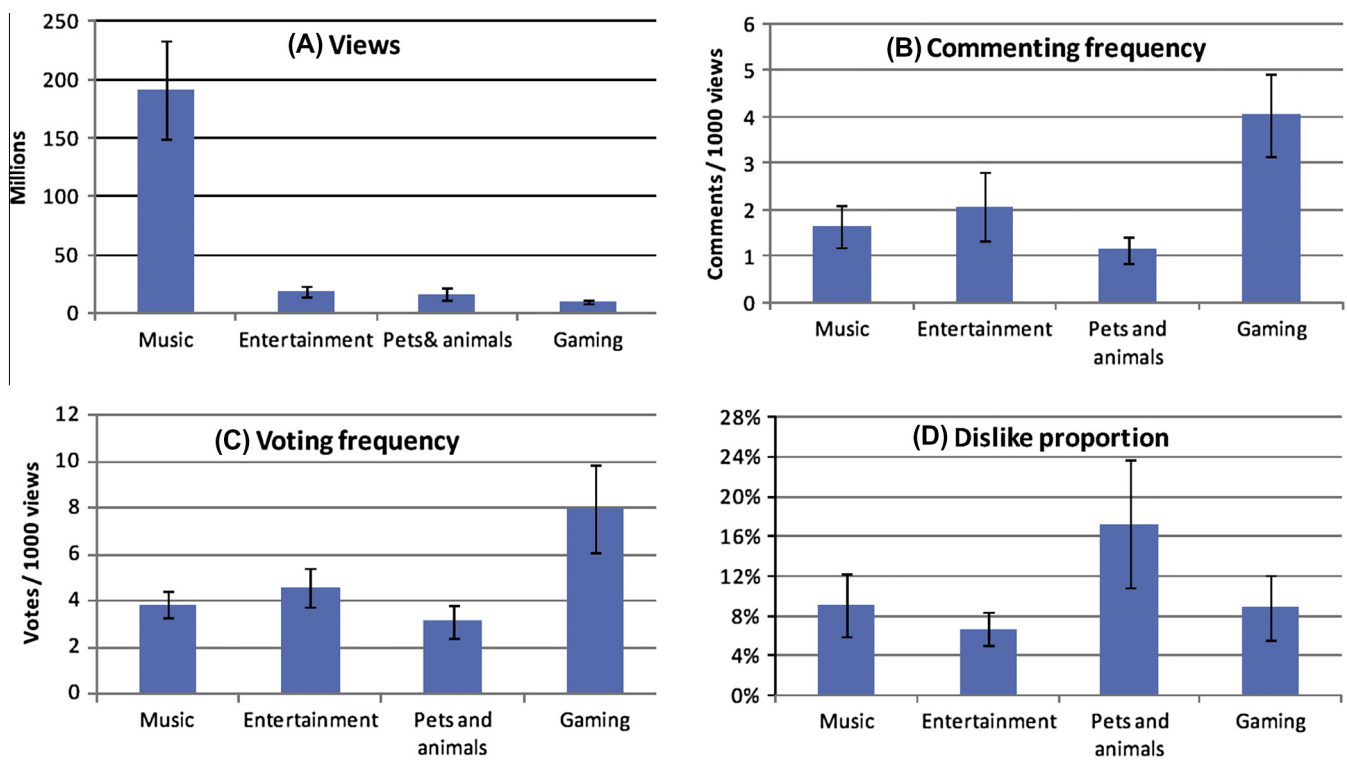 (A) Views
Millions
250
200
150
100
50
0
Music Entertainment Pets& animals Gaming
(B) Commenting frequency
Comments / 1000 views
6
5
4
3
2
1
0
Music Entertainment Pets and animals Gaming
(C) Voting frequency
Votes / 1000 views
12
10
8
6
4
2
0
Music Entertainment Pets and animals Gaming
(D) Dislike proportion
28%
24%
20%
16%
12%
8%
4%
0%
Music Entertainment Pets and animals Gaming